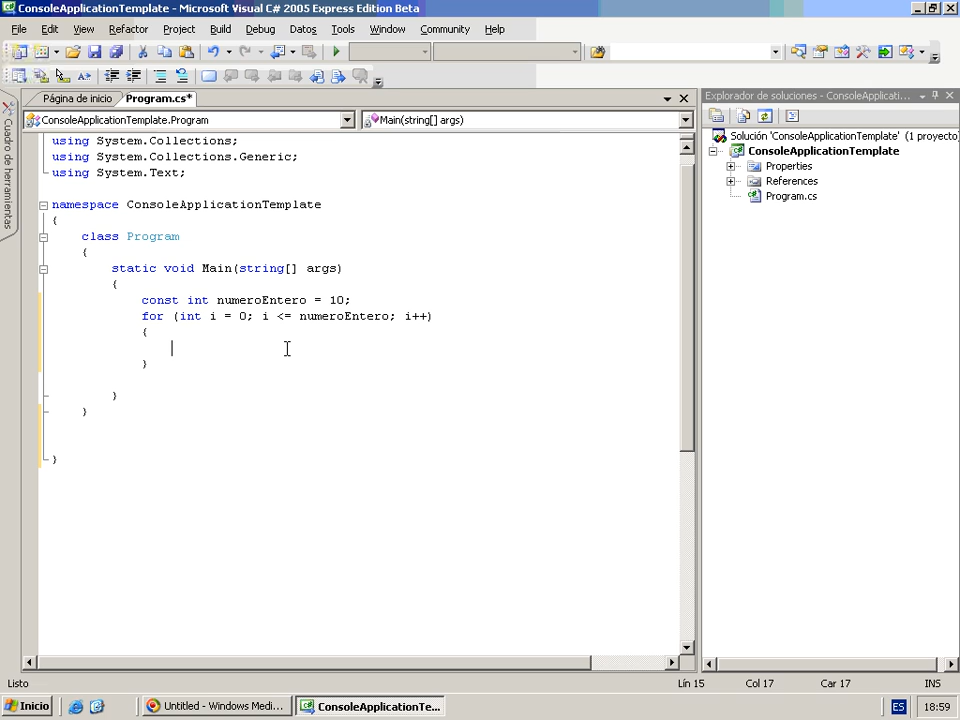 ConsoleApplicationTemplate - Microsoft Visual C# 2005 Express Edition Beta
File Edit View Refactor Project Build Debug Datos Tools Window Community Help
Página de inicio Program.cs*
Explorador de soluciones - ConsoleApplicati...
ConsoleApplicationTemplate.Program Main(string[] args)
Cuadro de herramientas
using System.Collections;
using System.Collections.Generic;
using System.Text;
namespace ConsoleApplicationTemplate
{
class Program
{
static void Main(string[] args)
{
const int numeroEntero = 10;
for (int i = 0; i <= numeroEntero; i++)
{
}
}
}
}
Solución 'ConsoleApplicationTemplate' (1 proyecto)
ConsoleApplicationTemplate
Properties
References
Program.cs
Listo Lín 15 Col 17 Car 17 INS
Inicio Untitled - Windows Medi... ConsoleApplicationTe... ES 18:59